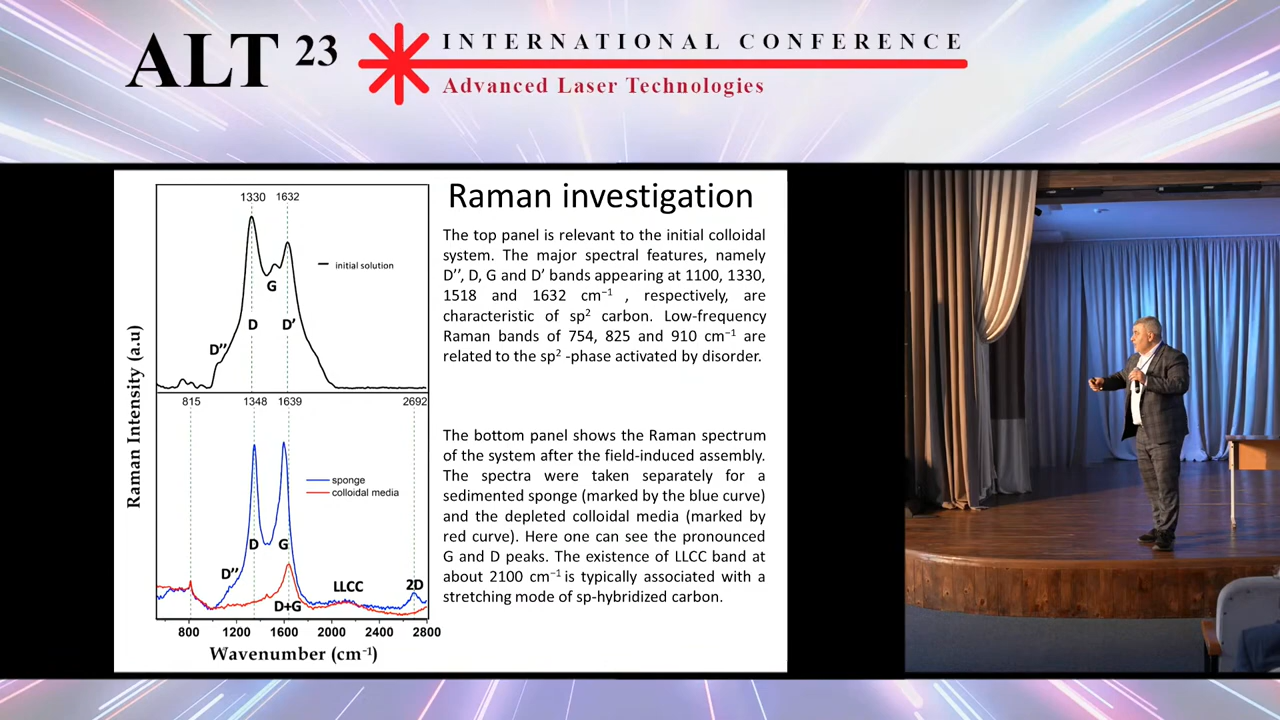 ALT 23
INTERNATIONAL CONFERENCE
Advanced Laser Technologies
Raman investigation
The top panel is relevant to the initial colloidal
system. The major spectral features, namely
D’’, D, G and D’ bands appearing at 1100, 1330,
1518 and 1632 cm⁻¹ , respectively, are
characteristic of sp² carbon. Low-frequency
Raman bands of 754, 825 and 910 cm⁻¹ are
related to the sp² -phase activated by disorder.
The bottom panel shows the Raman spectrum
of the system after the field-induced assembly.
The spectra were taken separately for a
sedimented sponge (marked by the blue curve)
and the depleted colloidal media (marked by
red curve). Here one can see the pronounced
G and D peaks. The existence of LLCC band at
about 2100 cm⁻¹ is typically associated with a
stretching mode of sp-hybridized carbon.
1330 1632
initial solution
G
D D’
D’’
Raman Intensity (a.u)
815 1348 1639 2692
sponge
colloidal media
D G
D’’ LLCC 2D
D+G
800 1200 1600 2000 2400 2800
Wavenumber (cm⁻¹)